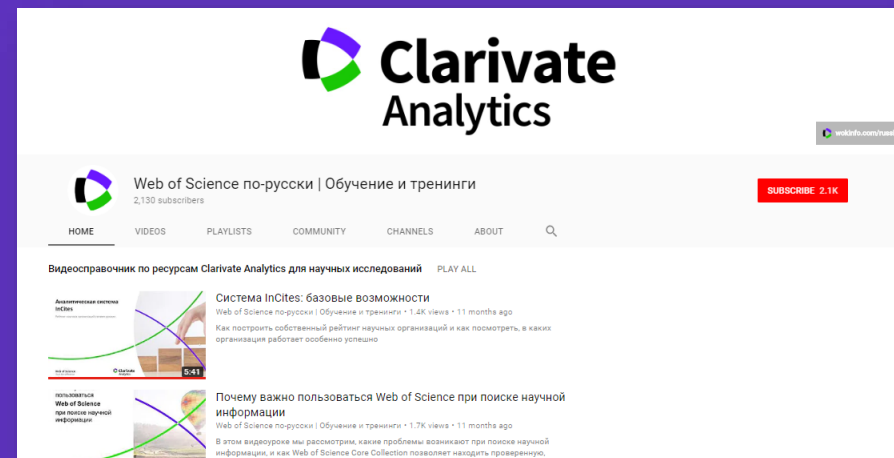 Clarivate
Analytics
wokinfo.com/russi
Web of Science по-русски | Обучение и тренинги
2,130 subscribers
SUBSCRIBE 2.1K
HOME VIDEOS PLAYLISTS COMMUNITY CHANNELS ABOUT
Видеосправочник по ресурсам Clarivate Analytics для научных исследований PLAY ALL
Аналитическая система
InCites
Clarivate
Analytics
5:41
Система InCites: базовые возможности
Web of Science по-русски | Обучение и тренинги • 1.4K views • 11 months ago
Как построить собственный рейтинг научных организаций и как посмотреть, в каких
организация работает особенно успешно
пользоваться
Web of Science
при поиске научной
информации
Почему важно пользоваться Web of Science при поиске научной
информации
Web of Science по-русски | Обучение и тренинги • 1.7K views • 11 months ago
В этом видеоуроке мы рассмотрим, какие проблемы возникают при поиске научной
информации, и как Web of Science Core Collection позволяет находить проверенную,